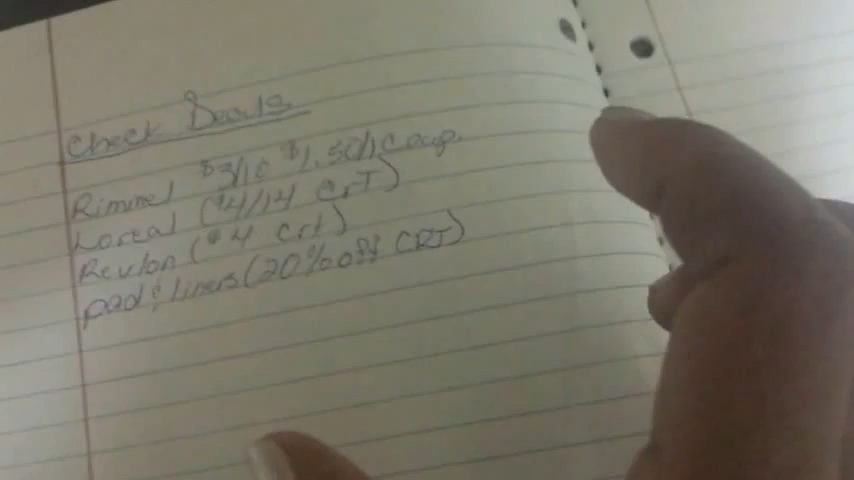 Check Deals
Rimmel $3/1 & $1.50/1 Coup.
Loreal ($4/14 CRT)
Revlon ($4 Crt)
pad & liners (20% off CRT)